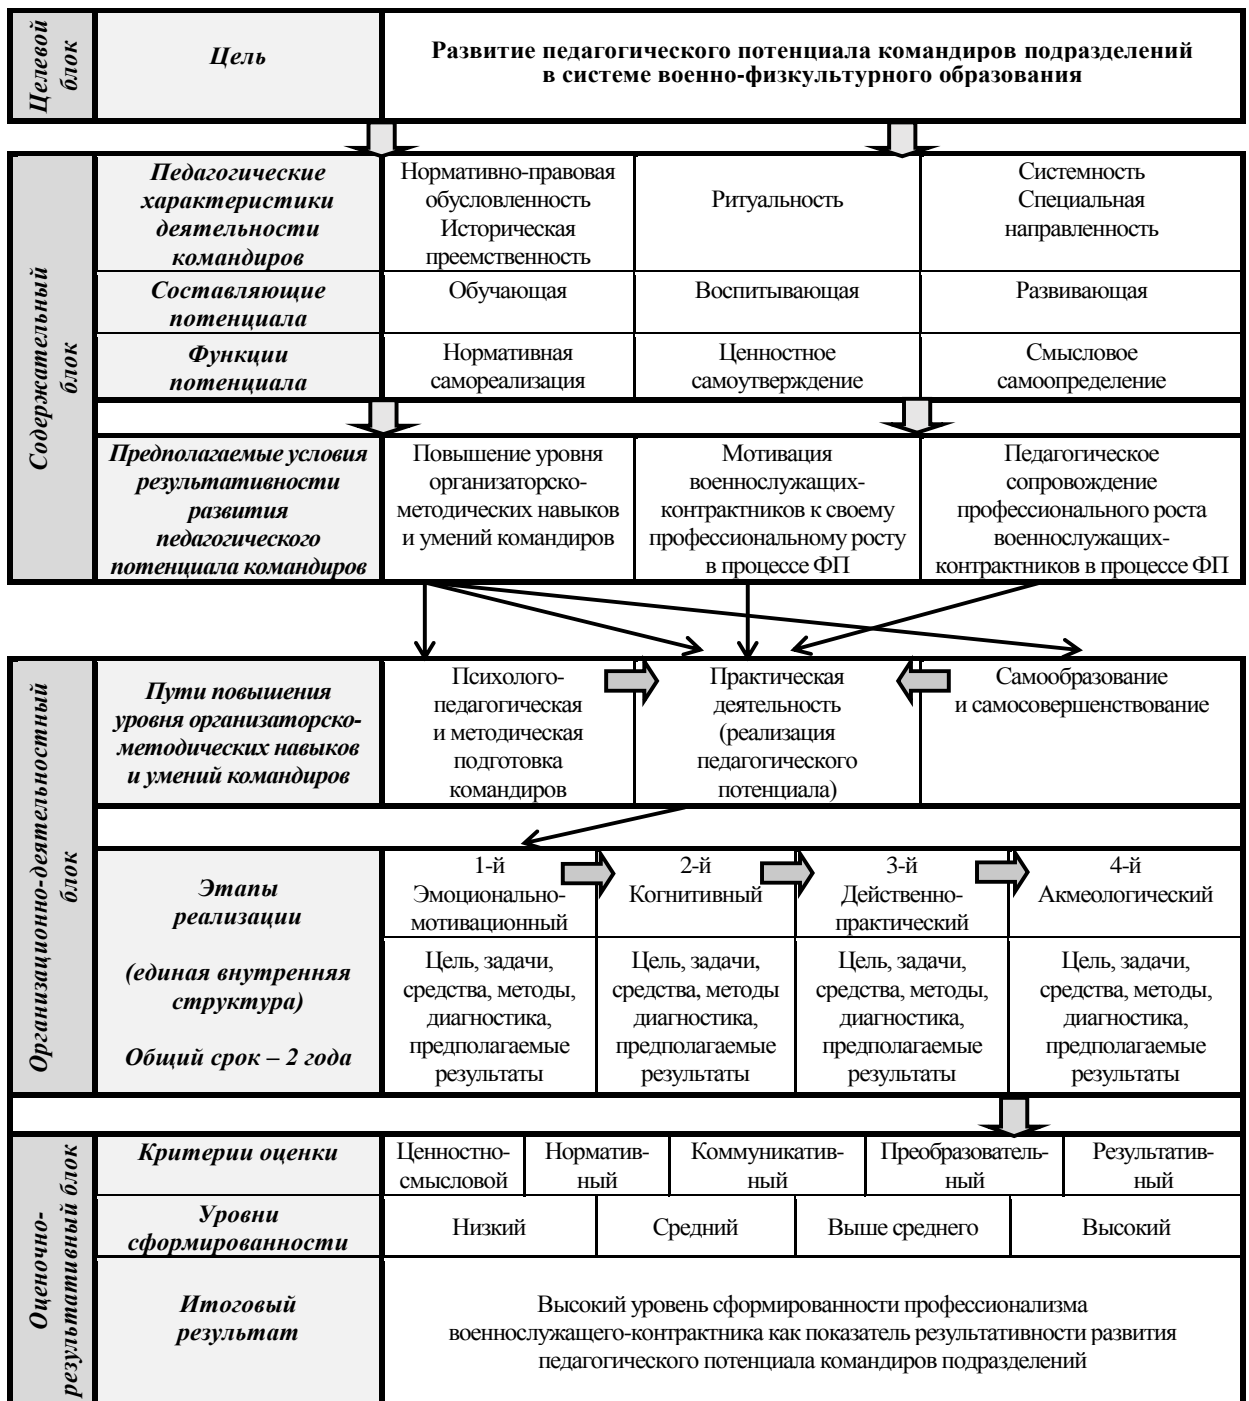 Целевой
блок
Цель
Развитие педагогического потенциала командиров подразделений
в системе военно-физкультурного образования
Содержательный
блок
Педагогические
характеристики
деятельности
командиров
Нормативно-правовая
обусловленность
Историческая
преемственность
Ритуальность
Системность
Специальная
направленность
Составляющие
потенциала
Обучающая
Воспитывающая
Развивающая
Функции
потенциала
Нормативная
самореализация
Ценностное
самоутверждение
Смысловое
самоопределение
Предполагаемые условия
результативности
развития
педагогического
потенциала командиров
Повышение уровня
организаторско-
методических навыков
и умений командиров
Мотивация
военнослужащих-
контрактников к своему
профессиональному росту
в процессе ФП
Педагогическое
сопровождение
профессионального роста
военнослужащих-
контрактников в процессе ФП
Организационно-деятельностный
блок
Пути повышения
уровня организаторско-
методических навыков
и умений командиров
Психолого-
педагогическая
и методическая
подготовка
командиров
Практическая
деятельность
(реализация
педагогического
потенциала)
Самообразование
и самосовершенствование
Этапы
реализации
(единая внутренняя
структура)
Общий срок – 2 года
1-й
Эмоционально-
мотивационный
2-й
Когнитивный
3-й
Действенно-
практический
4-й
Акмеологический
Цель, задачи,
средства, методы,
диагностика,
предполагаемые
результаты
Цель, задачи,
средства, методы
диагностика,
предполагаемые
результаты
Цель, задачи,
средства, методы,
диагностика,
предполагаемые
результаты
Цель, задачи,
средства, методы,
диагностика,
предполагаемые
результаты
Оценочно-
результативный блок
Критерии оценки
Ценностно-
смысловой
Норматив-
ный
Коммуникатив-
ный
Преобразователь-
ный
Результатив-
ный
Уровни
сформированности
Низкий
Средний
Выше среднего
Высокий
Итоговый
результат
Высокий уровень сформированности профессионализма
военнослужащего-контрактника как показатель результативности развития
педагогического потенциала командиров подразделений